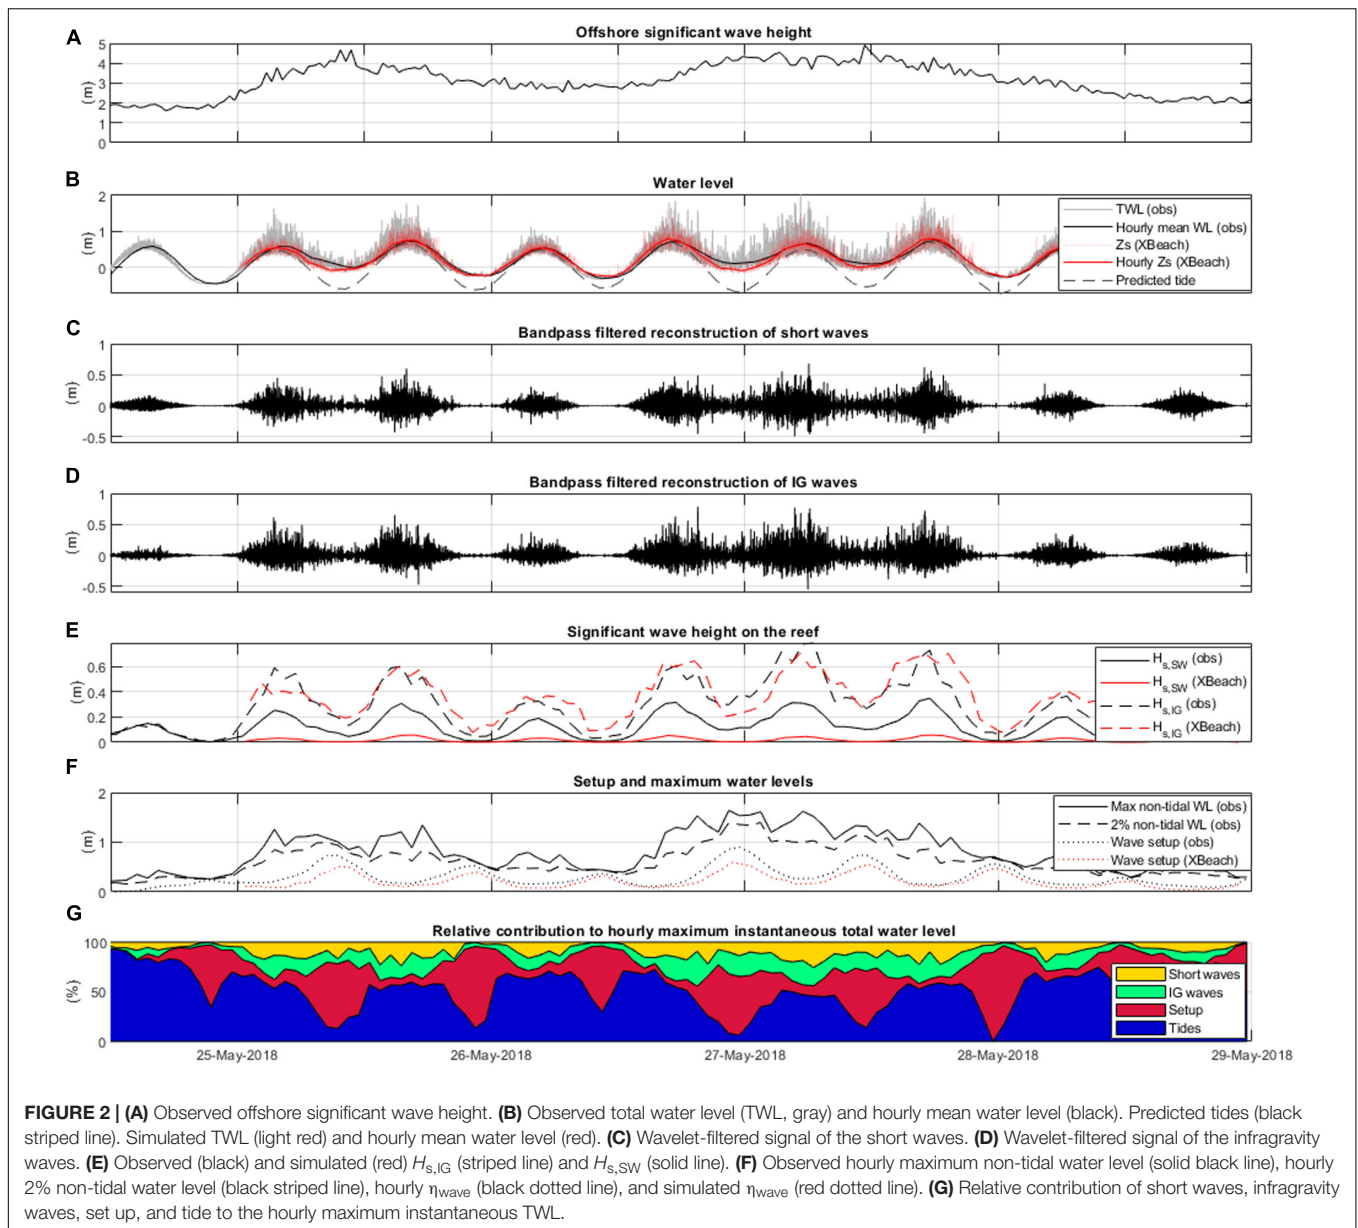 A
Offshore significant wave height
5
4
3
2
1
0
(m)
B
Water level
2
1
0
(m)
TWL (obs)
Hourly mean WL (obs)
Zs (XBeach)
Hourly Zs (XBeach)
Predicted tide
C
Bandpass filtered reconstruction of short waves
1
0.5
0
-0.5
(m)
D
Bandpass filtered reconstruction of IG waves
1
0.5
0
-0.5
(m)
E
Significant wave height on the reef
0.6
0.4
0.2
0
(m)
Hs,SW (obs)
Hs,SW (XBeach)
Hs,IG (obs)
Hs,IG (XBeach)
F
Setup and maximum water levels
2
1
0
(m)
Max non-tidal WL (obs)
2% non-tidal WL (obs)
Wave setup (obs)
Wave setup (XBeach)
G
Relative contribution to hourly maximum instantaneous total water level
100
50
0
(%)
Short waves
IG waves
Setup
Tides
25-May-2018 26-May-2018 27-May-2018 28-May-2018 29-May-2018
FIGURE 2 | (A) Observed offshore significant wave height. (B) Observed total water level (TWL, gray) and hourly mean water level (black). Predicted tides (black
striped line). Simulated TWL (light red) and hourly mean water level (red). (C) Wavelet-filtered signal of the short waves. (D) Wavelet-filtered signal of the infragravity
waves. (E) Observed (black) and simulated (red) Hs,IG (striped line) and Hs,SW (solid line). (F) Observed hourly maximum non-tidal water level (solid black line), hourly
2% non-tidal water level (black striped line), hourly ηwave (black dotted line), and simulated ηwave (red dotted line). (G) Relative contribution of short waves, infragravity
waves, set up, and tide to the hourly maximum instantaneous TWL.